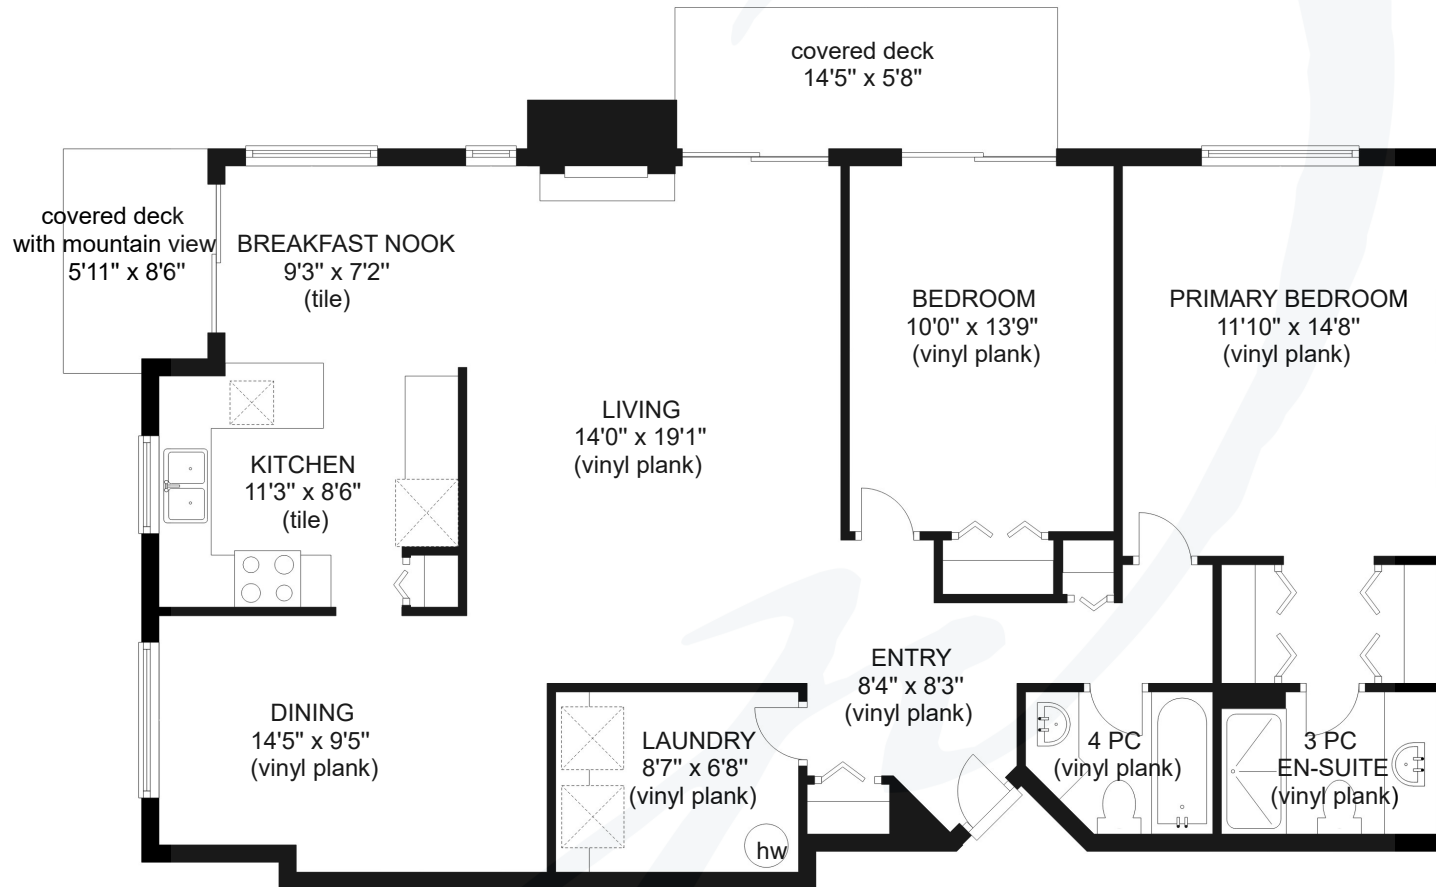 covered deck
14'5" x 5'8"
covered deck
with mountain view
5'11" x 8'6"
BREAKFAST NOOK
9'3" x 7'2"
(tile)
BEDROOM
10'0" x 13'9"
(vinyl plank)
PRIMARY BEDROOM
11'10" x 14'8"
(vinyl plank)
LIVING
14'0" x 19'1"
(vinyl plank)
KITCHEN
11'3" x 8'6"
(tile)
ENTRY
8'4" x 8'3"
(vinyl plank)
DINING
14'5" x 9'5"
(vinyl plank)
LAUNDRY
8'7" x 6'8"
(vinyl plank)
hw
4 PC
(vinyl plank)
3 PC
EN-SUITE
(vinyl plank)